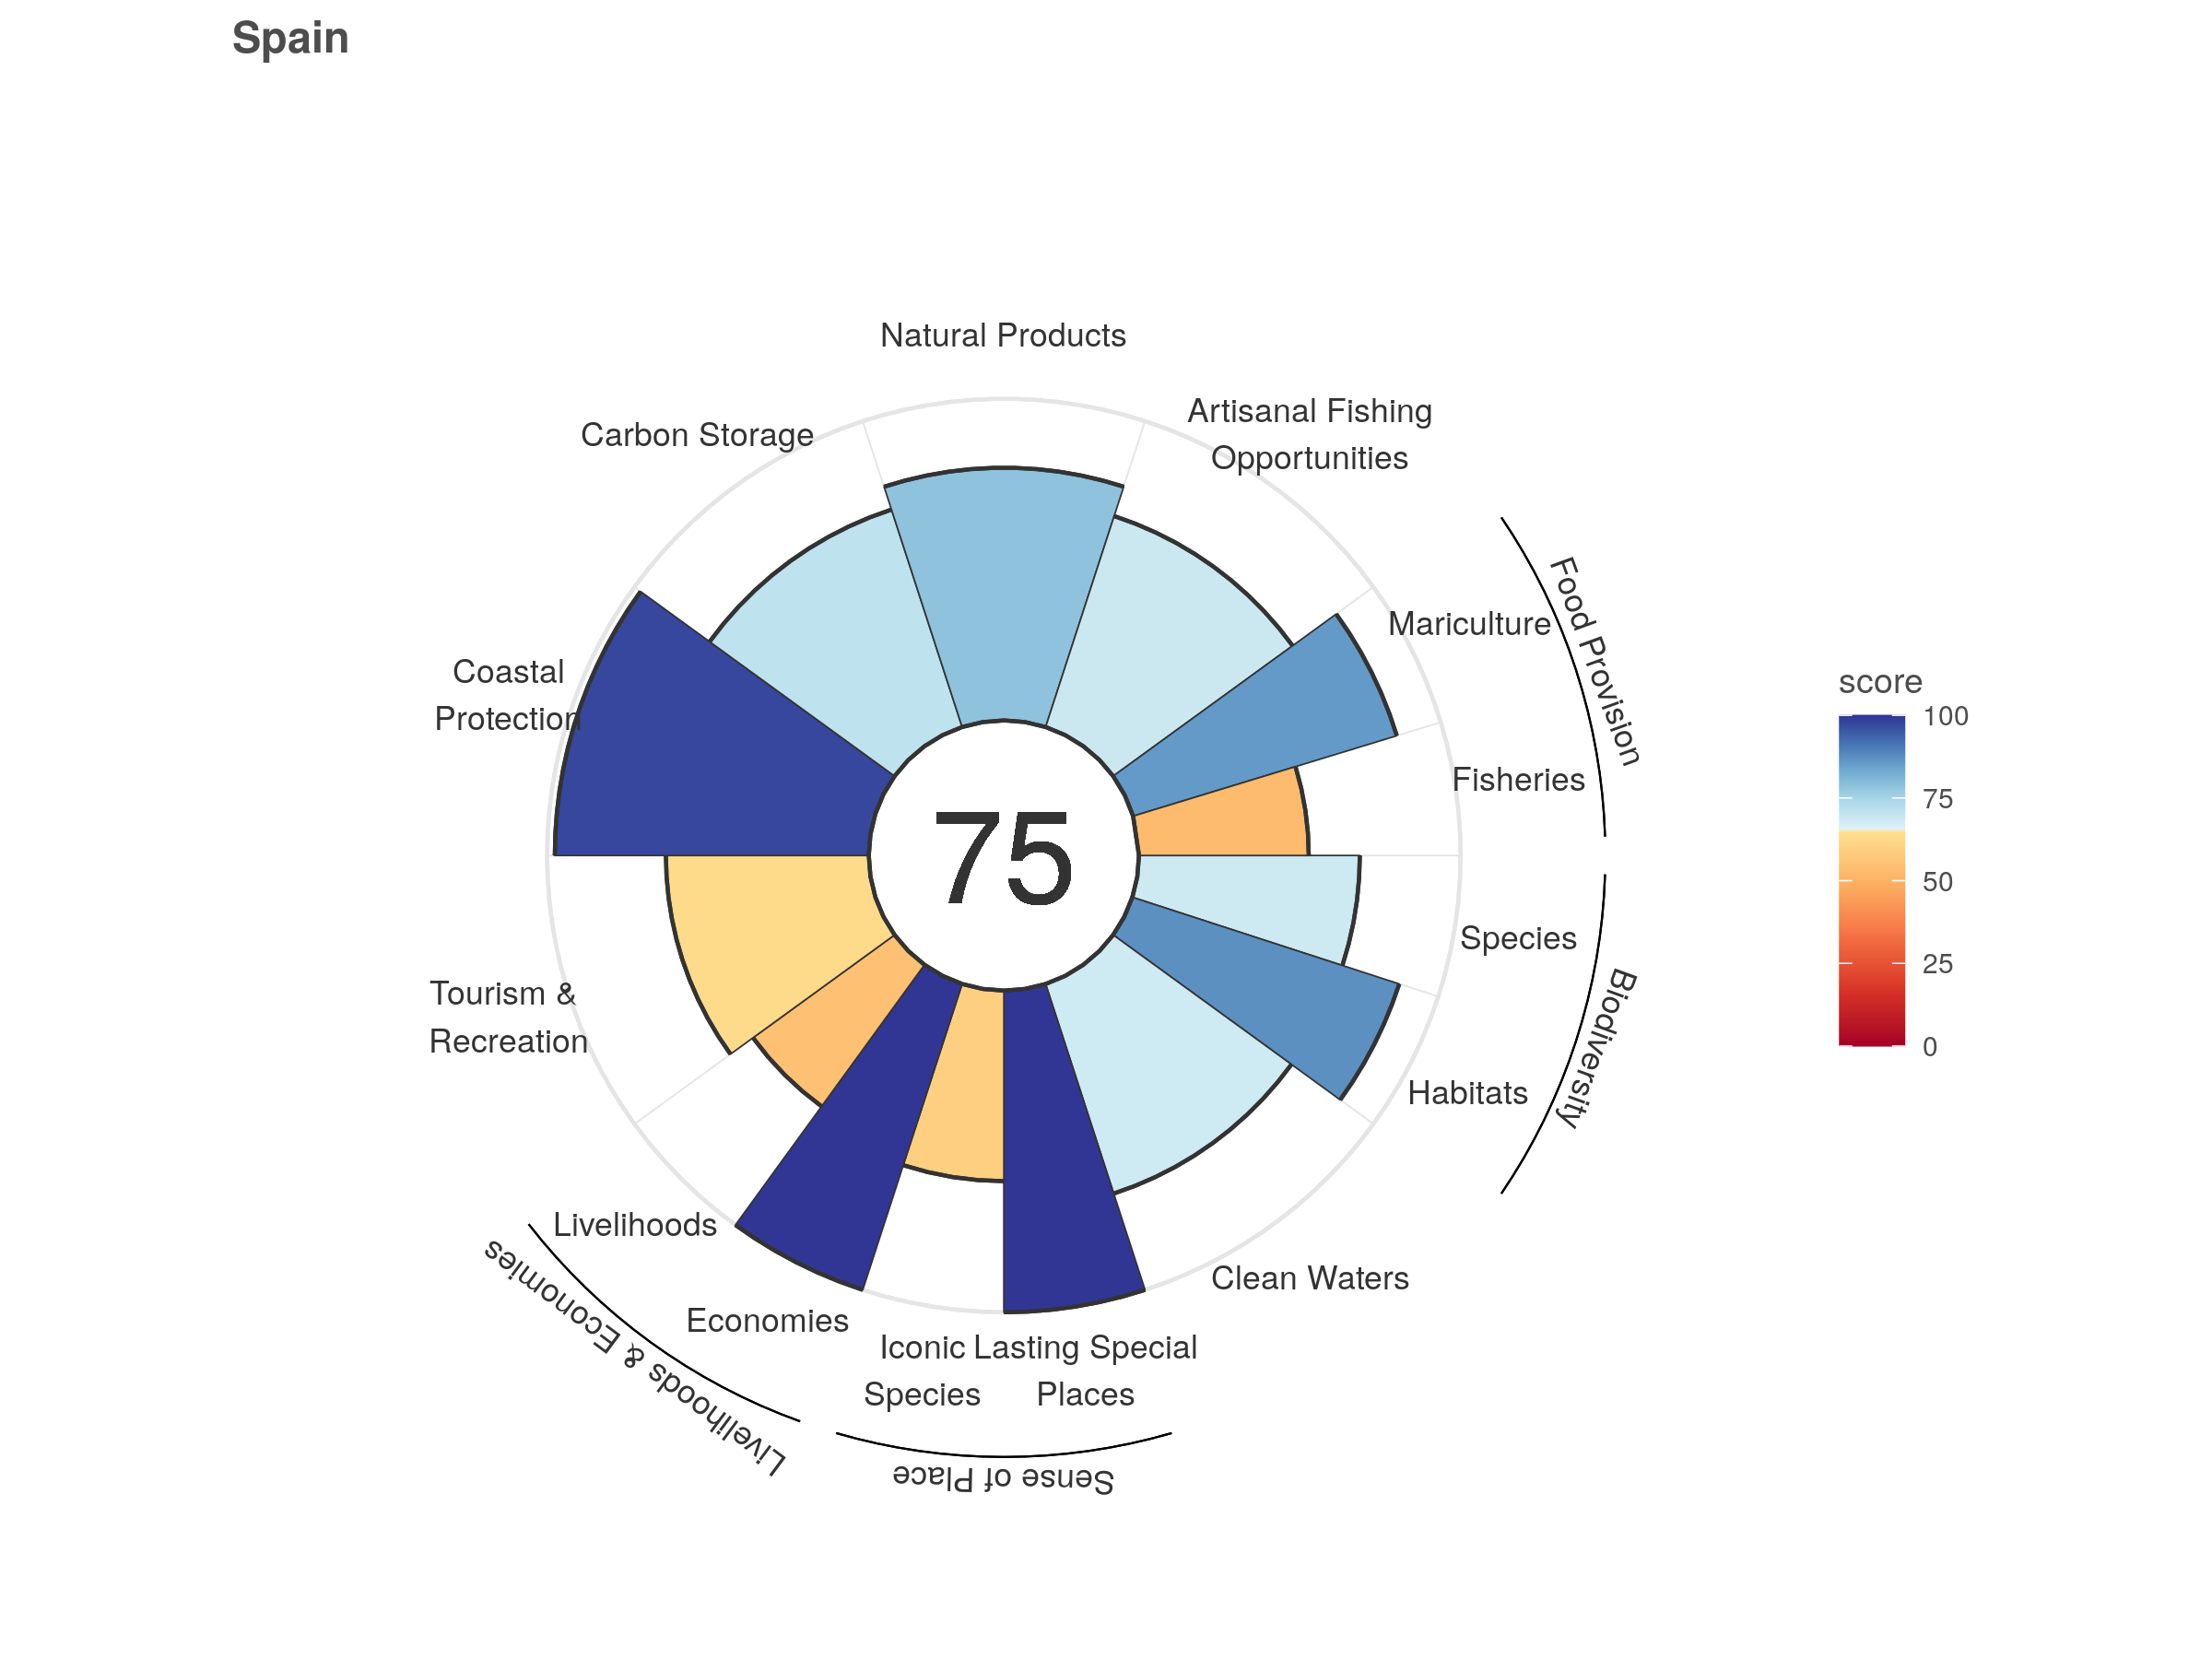 Spain
Natural Products
Artisanal Fishing
Opportunities
Carbon Storage
Mariculture
Food Provision
Coastal
Protection
Fisheries
75
Species
Biodiversity
Tourism &
Recreation
Habitats
Livelihoods
Livelihoods & Economies
Economies
Clean Waters
Iconic
Species
Lasting Special
Places
Sense of Place
score
100
75
50
25
0